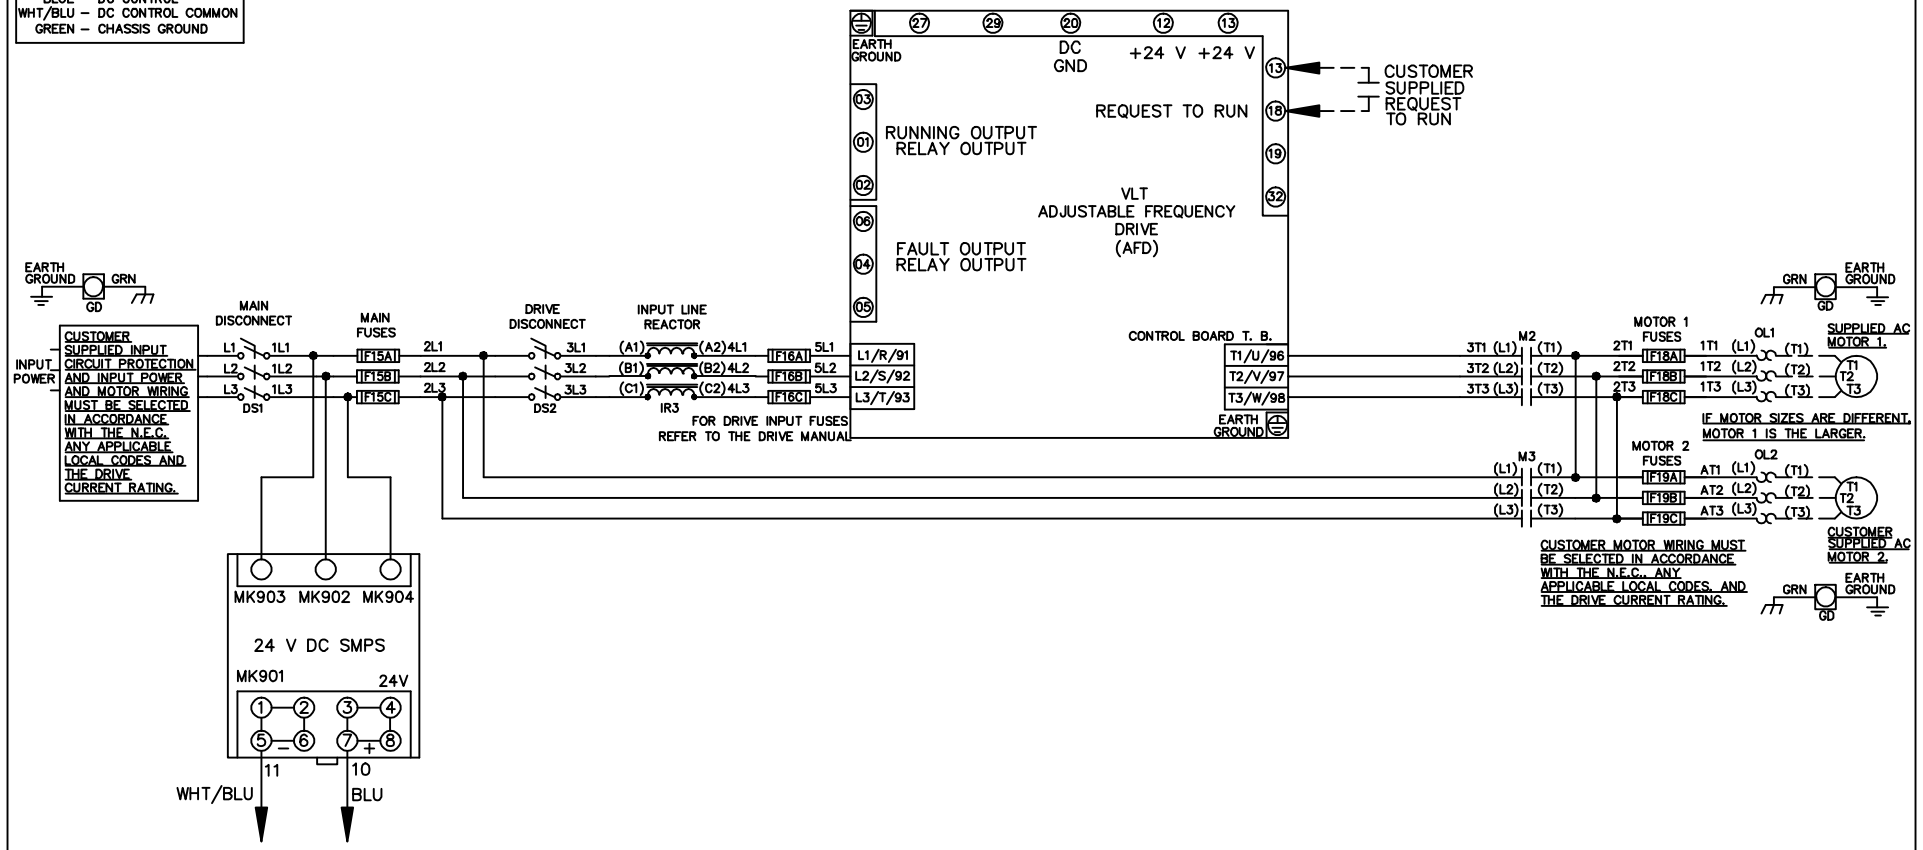 WHT/BLU – DC CONTROL COMMON
GREEN – CHASSIS GROUND
EARTH
GROUND
27
29
20
12
13
DC
GND
+24 V
+24 V
13
18
19
32
REQUEST TO RUN
CUSTOMER
SUPPLIED
REQUEST
TO RUN
03
01
02
RUNNING OUTPUT
RELAY OUTPUT
06
04
05
FAULT OUTPUT
RELAY OUTPUT
VLT
ADJUSTABLE FREQUENCY
DRIVE
(AFD)
CONTROL BOARD T. B.
L1/R/91
L2/S/92
L3/T/93
T1/U/96
T2/V/97
T3/W/98
EARTH
GROUND
EARTH
GROUND
GRN
GD
INPUT
POWER
CUSTOMER
SUPPLIED INPUT
CIRCUIT PROTECTION
AND INPUT POWER
AND MOTOR WIRING
MUST BE SELECTED
IN ACCORDANCE
WITH THE N.E.C.
ANY APPLICABLE
LOCAL CODES AND
THE DRIVE
CURRENT RATING.
MAIN
DISCONNECT
L1
1L1
L2
1L2
L3
1L3
DS1
MAIN
FUSES
F15A
F15B
F15C
2L1
2L2
2L3
DRIVE
DISCONNECT
3L1
3L2
3L3
DS2
INPUT LINE
REACTOR
(A1)
(A2)
4L1
(B1)
(B2)
4L2
(C1)
(C2)
4L3
IR3
F16A
5L1
F16B
5L2
F16C
5L3
FOR DRIVE INPUT FUSES
REFER TO THE DRIVE MANUAL
M2
3T1 (L1) (T1)
3T2 (L2) (T2)
3T3 (L3) (T3)
MOTOR 1
FUSES
2T1
F18A
1T1 (L1)
2T2
F18B
1T2 (L2)
2T3
F18C
1T3 (L3)
OL1
(T1)
(T2)
(T3)
T1
T2
T3
GRN
GD
EARTH
GROUND
SUPPLIED AC
MOTOR 1.
IF MOTOR SIZES ARE DIFFERENT,
MOTOR 1 IS THE LARGER.
M3
(L1) (T1)
(L2) (T2)
(L3) (T3)
MOTOR 2
FUSES
F19A
AT1 (L1)
F19B
AT2 (L2)
F19C
AT3 (L3)
OL2
(T1)
(T2)
(T3)
T1
T2
T3
CUSTOMER
SUPPLIED AC
MOTOR 2.
CUSTOMER MOTOR WIRING MUST
BE SELECTED IN ACCORDANCE
WITH THE N.E.C., ANY
APPLICABLE LOCAL CODES, AND
THE DRIVE CURRENT RATING.
GRN
GD
EARTH
GROUND
MK903
MK902
MK904
24 V DC SMPS
MK901
24V
1
2
3
4
5
–
6
7
+
8
11
10
WHT/BLU
BLU